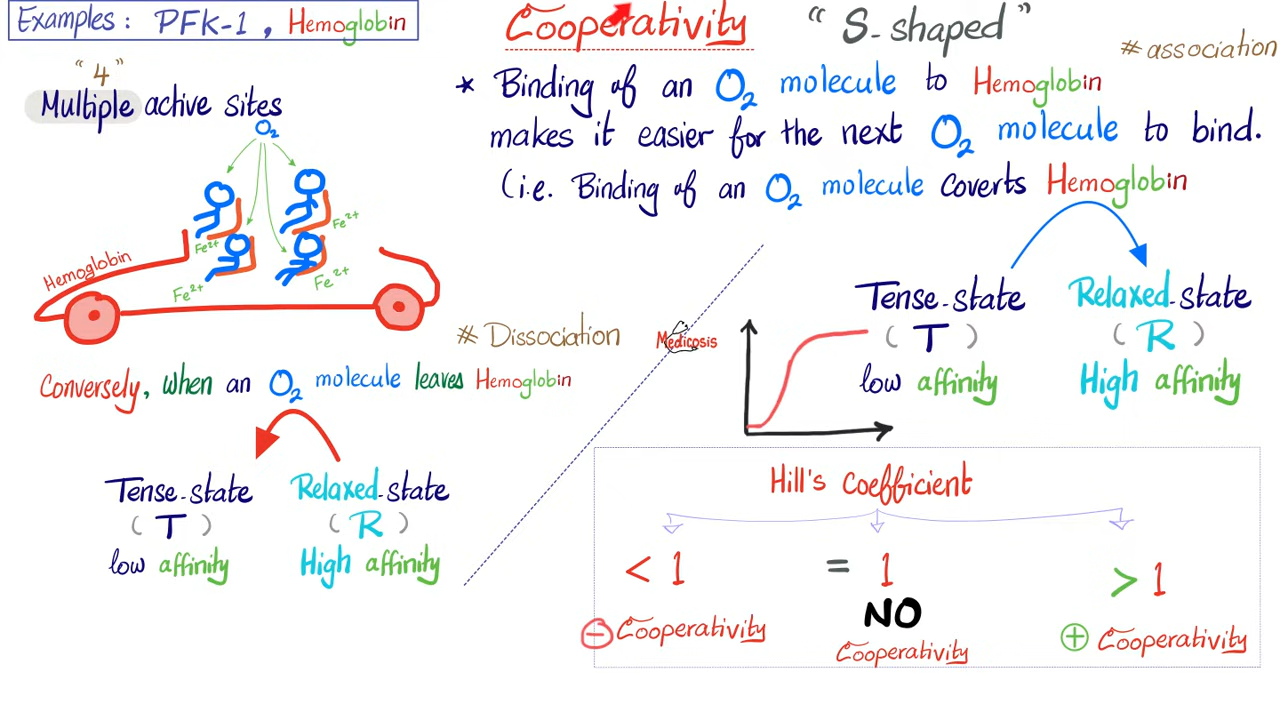 Examples: PFK-1, Hemoglobin
Cooperativity "S-shaped"
# association
"4"
Multiple active sites
O2
Fe2+
Fe2+
Fe2+
Fe2+
Hemoglobin
* Binding of an O2 molecule to Hemoglobin
makes it easier for the next O2 molecule to bind.
(i.e. Binding of an O2 molecule coverts Hemoglobin
Tense-state Relaxed-state
(T) (R)
low affinity High affinity
# Dissociation
Medicosis
Conversely, when an O2 molecule leaves Hemoglobin
Tense-state Relaxed-state
(T) (R)
low affinity High affinity
Hill's Coefficient
< 1 = 1 > 1
NO
- Cooperativity Cooperativity + Cooperativity